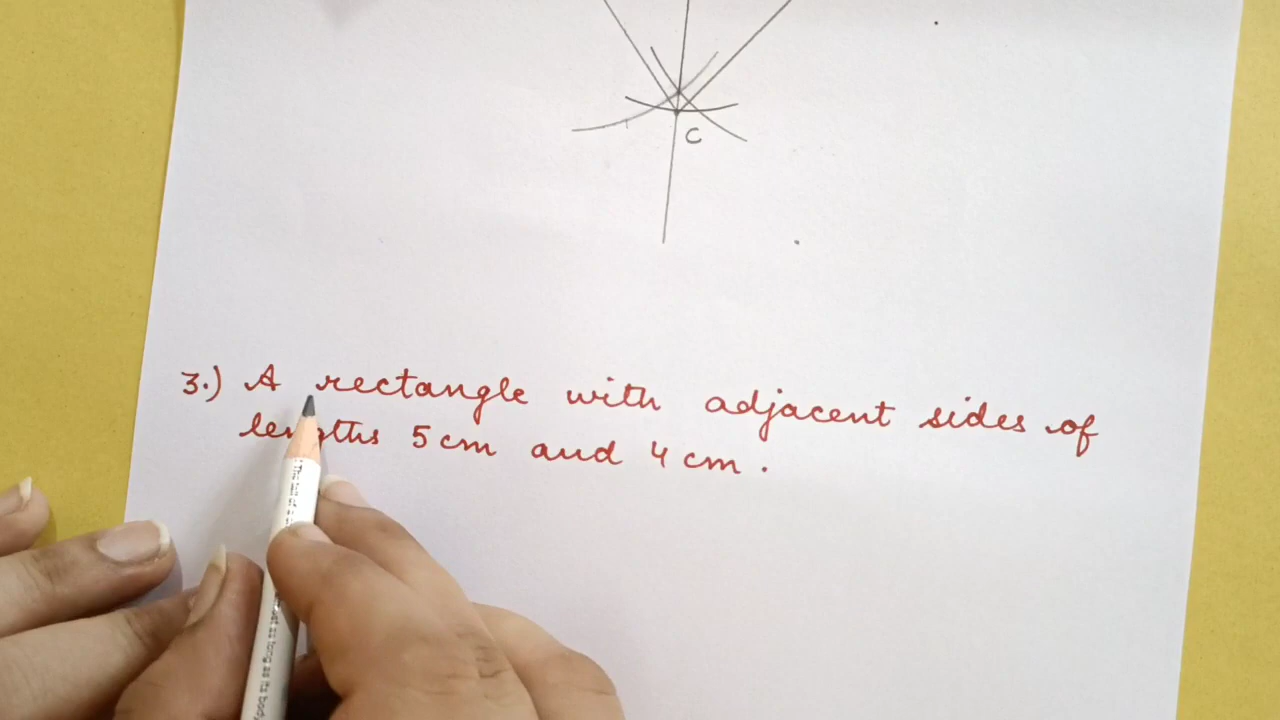 C
3.) A rectangle with adjacent sides of
lengths 5 cm and 4 cm .